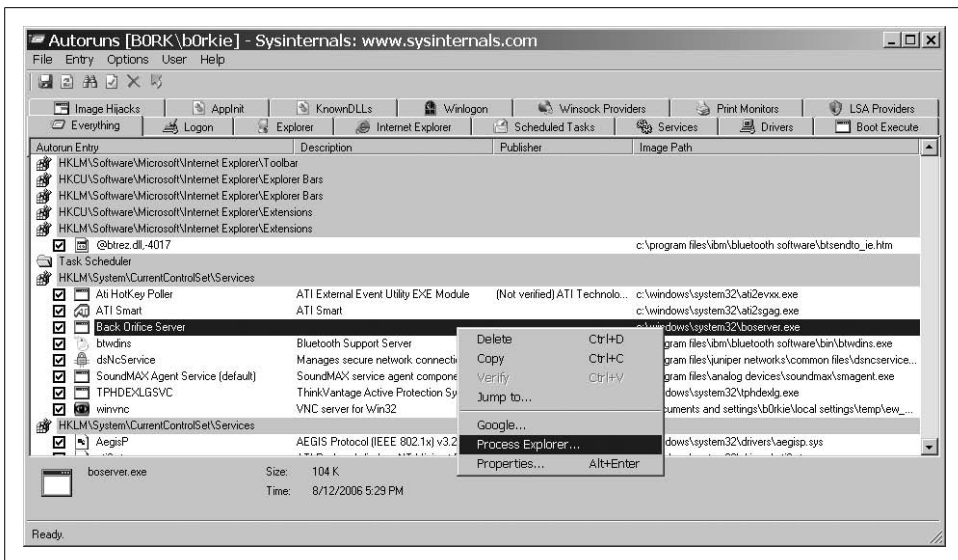 Autoruns [B0RK\b0rkie] - Sysinternals: www.sysinternals.com
File Entry Options User Help
Image Hijacks AppInit KnownDLLs Winlogon Winsock Providers Print Monitors LSA Providers
Everything Logon Explorer Internet Explorer Scheduled Tasks Services Drivers Boot Execute
Autorun Entry Description Publisher Image Path
HKLM\Software\Microsoft\Internet Explorer\Toolbar
HKCU\Software\Microsoft\Internet Explorer\Explorer Bars
HKLM\Software\Microsoft\Internet Explorer\Explorer Bars
HKCU\Software\Microsoft\Internet Explorer\Extensions
HKLM\Software\Microsoft\Internet Explorer\Extensions
@btrez.dll,-4017 c:\program files\ibm\bluetooth software\btsendto_ie.htm
Task Scheduler
HKLM\System\CurrentControlSet\Services
Ati HotKey Poller ATI External Event Utility EXE Module (Not verified) ATI Technolo... c:\windows\system32\ati2evxx.exe
ATI Smart ATI Smart c:\windows\system32\ati2sgag.exe
Back Orifice Server c:\windows\system32\boserver.exe
btwdins Bluetooth Support Server gram files\ibm\bluetooth software\bin\btwdins.exe
dsNcService Manages secure network connecti gram files\juniper networks\common files\dsncservice...
SoundMAX Agent Service (default) SoundMAX service agent compone gram files\analog devices\soundmax\smagent.exe
TPHDEXLGSVC ThinkVantage Active Protection Sy dows\system32\tphdexlg.exe
winvnc VNC server for Win32 cuments and settings\b0rkie\local settings\temp\ew_...
HKLM\System\CurrentControlSet\Services
AegisP AEGIS Protocol (IEEE 802.1x) v3.2 dows\system32\drivers\aegisp.sys
Delete Ctrl+D
Copy Ctrl+C
Verify Ctrl+V
Jump to...
Google...
Process Explorer...
Properties... Alt+Enter
boserver.exe Size: 104 K
Time: 8/12/2006 5:29 PM
Ready.